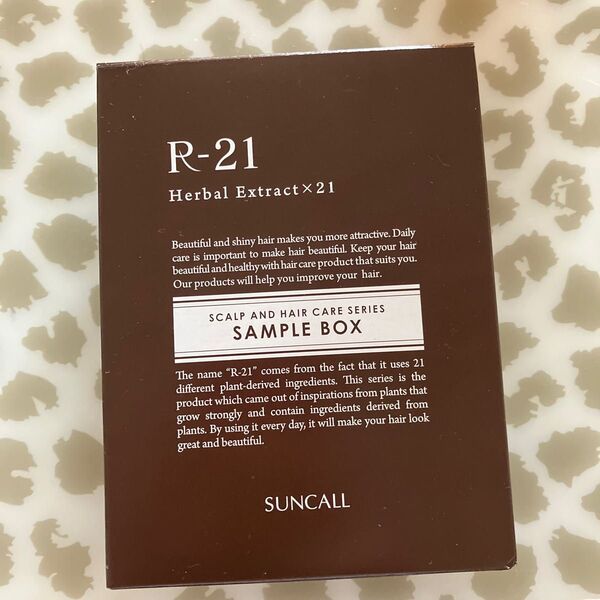 R-21
Herbal Extract×21
Beautiful and shiny hair makes you more attractive. Daily
care is important to make hair beautiful. Keep your hair
beautiful and healthy with hair care product that suits you.
Our products will help you improve your hair.
SCALP AND HAIR CARE SERIES
SAMPLE BOX
The name “R-21” comes from the fact that it uses 21
different plant-derived ingredients. This series is the
product which came out of inspirations from plants that
grow strongly and contain ingredients derived from
plants. By using it every day, it will make your hair look
great and beautiful.
SUNCALL